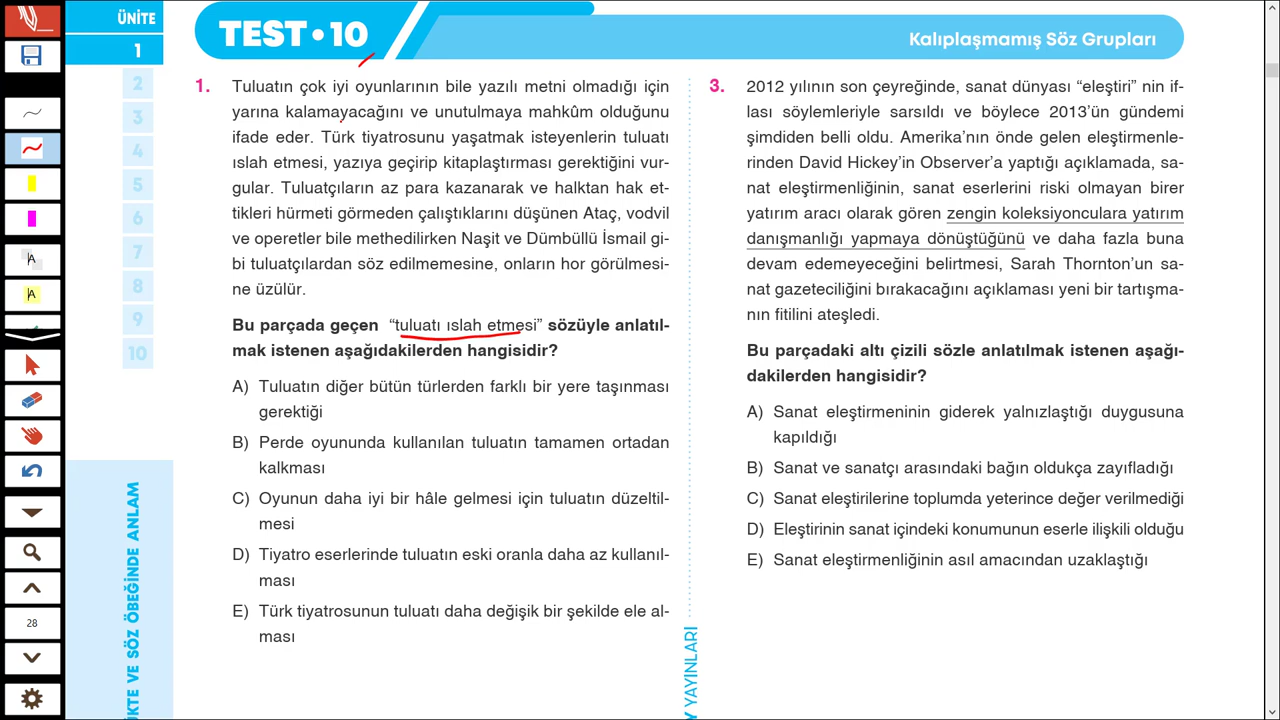 ÜNİTE
1
2
3
4
5
6
7
8
9
10
TEST•10
Kalıplaşmamış Söz Grupları
1. Tuluatın çok iyi oyunlarının bile yazılı metni olmadığı için
yarına kalamayacağını ve unutulmaya mahkûm olduğunu
ifade eder. Türk tiyatrosunu yaşatmak isteyenlerin tuluatı
ıslah etmesi, yazıya geçirip kitaplaştırması gerektiğini vur-
gular. Tuluatçıların az para kazanarak ve halktan hak et-
tikleri hürmeti görmeden çalıştıklarını düşünen Ataç, vodvil
ve operetler bile methedilirken Naşit ve Dümbüllü İsmail gi-
bi tuluatçılardan söz edilmemesine, onların hor görülmesi-
ne üzülür.
Bu parçada geçen “tuluatı ıslah etmesi” sözüyle anlatıl-
mak istenen aşağıdakilerden hangisidir?
A) Tuluatın diğer bütün türlerden farklı bir yere taşınması
gerektiği
B) Perde oyununda kullanılan tuluatın tamamen ortadan
kalkması
C) Oyunun daha iyi bir hâle gelmesi için tuluatın düzeltil-
mesi
D) Tiyatro eserlerinde tuluatın eski oranla daha az kullanıl-
ması
E) Türk tiyatrosunun tuluatı daha değişik bir şekilde ele al-
ması
3. 2012 yılının son çeyreğinde, sanat dünyası “eleştiri” nin if-
lası söylemleriyle sarsıldı ve böylece 2013’ün gündemi
şimdiden belli oldu. Amerika’nın önde gelen eleştirmenle-
rinden David Hickey’in Observer’a yaptığı açıklamada, sa-
nat eleştirmenliğinin, sanat eserlerini riski olmayan birer
yatırım aracı olarak gören zengin koleksiyonculara yatırım
danışmanlığı yapmaya dönüştüğünü ve daha fazla buna
devam edemeyeceğini belirtmesi, Sarah Thornton’un sa-
nat gazeteciliğini bırakacağını açıklaması yeni bir tartışma-
nın fitilini ateşledi.
Bu parçadaki altı çizili sözle anlatılmak istenen aşağı-
dakilerden hangisidir?
A) Sanat eleştirmeninin giderek yalnızlaştığı duygusuna
kapıldığı
B) Sanat ve sanatçı arasındaki bağın oldukça zayıfladığı
C) Sanat eleştirilerine toplumda yeterince değer verilmediği
D) Eleştirinin sanat içindeki konumunun eserle ilişkili olduğu
E) Sanat eleştirmenliğinin asıl amacından uzaklaştığı
VE SÖZ ÖBEĞİNDE ANLAM
YAYINLARI
A
A
28